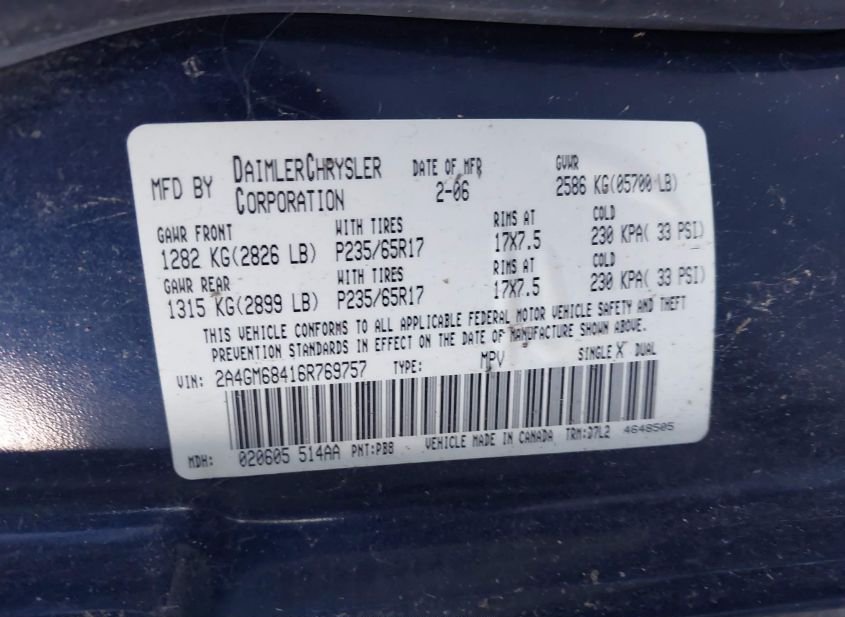 MFD BY DAIMLERCHRYSLER CORPORATION DATE OF MFR 2-06 GVWR 2586 KG(05700 LB)
GAWR FRONT WITH TIRES RIMS AT COLD
1282 KG(2826 LB) P235/65R17 17X7.5 230 KPA( 33 PSI)
GAWR REAR WITH TIRES RIMS AT COLD
1315 KG(2899 LB) P235/65R17 17X7.5 230 KPA( 33 PSI)
THIS VEHICLE CONFORMS TO ALL APPLICABLE FEDERAL MOTOR VEHICLE SAFETY AND THEFT
PREVENTION STANDARDS IN EFFECT ON THE DATE OF MANUFACTURE SHOWN ABOVE.
VIN: 2A4GM68416R769757 TYPE: MPV SINGLE X DUAL
MDH: 020605 514AA PNT:PB8 VEHICLE MADE IN CANADA TRM:D7L2 4648505